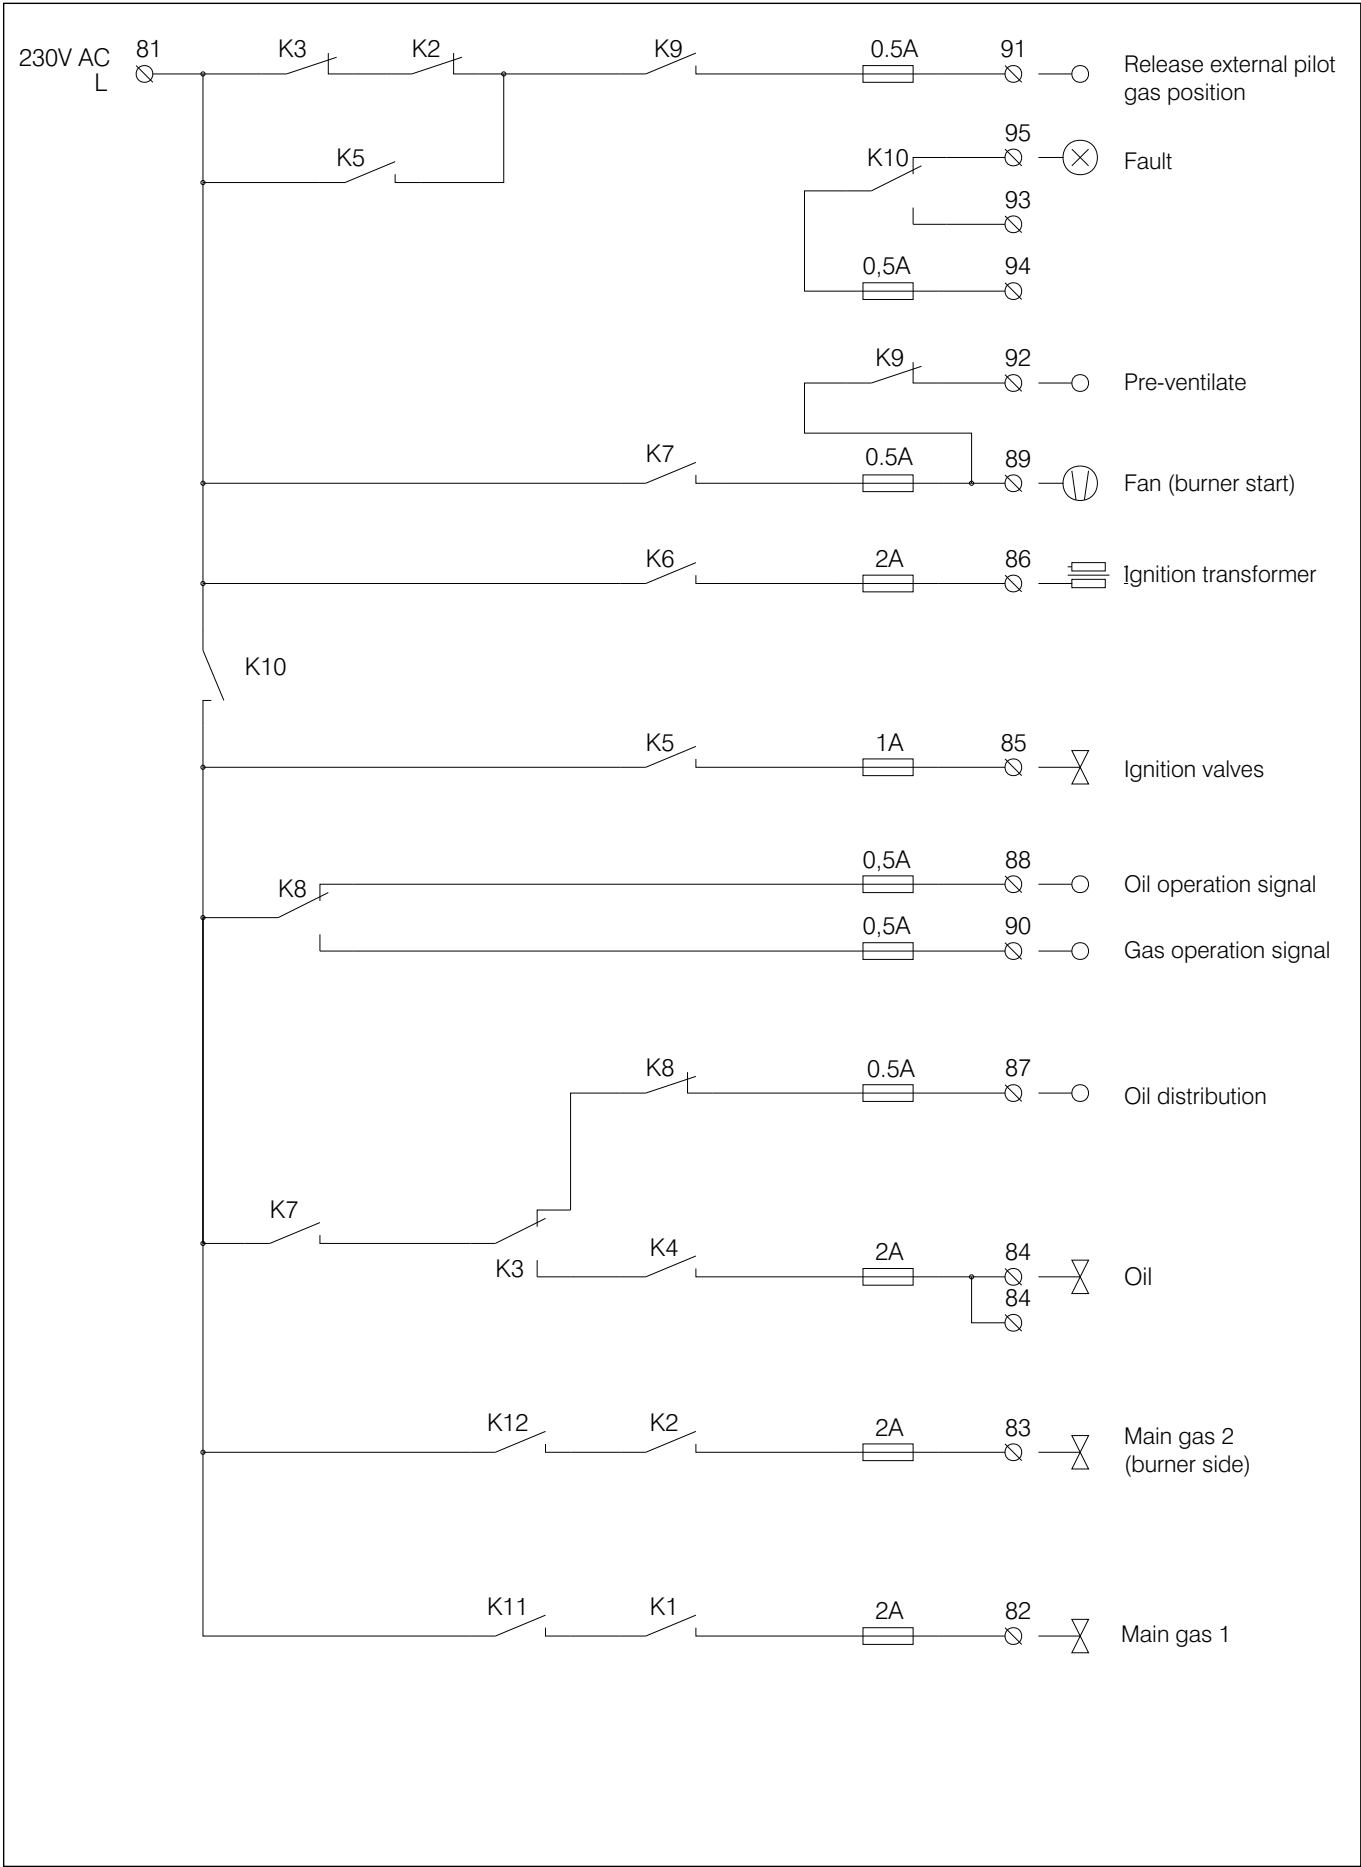 230V AC
L
81
K3
K2
K9
0.5A
91
Release external pilot
gas position
K5
K10
95
Fault
93
0,5A
94
K9
92
Pre-ventilate
K7
0.5A
89
Fan (burner start)
K6
2A
86
Ignition transformer
K10
K5
1A
85
Ignition valves
K8
0,5A
88
Oil operation signal
0,5A
90
Gas operation signal
K8
0.5A
87
Oil distribution
K7
K3
K4
2A
84
Oil
84
K12
K2
2A
83
Main gas 2
(burner side)
K11
K1
2A
82
Main gas 1